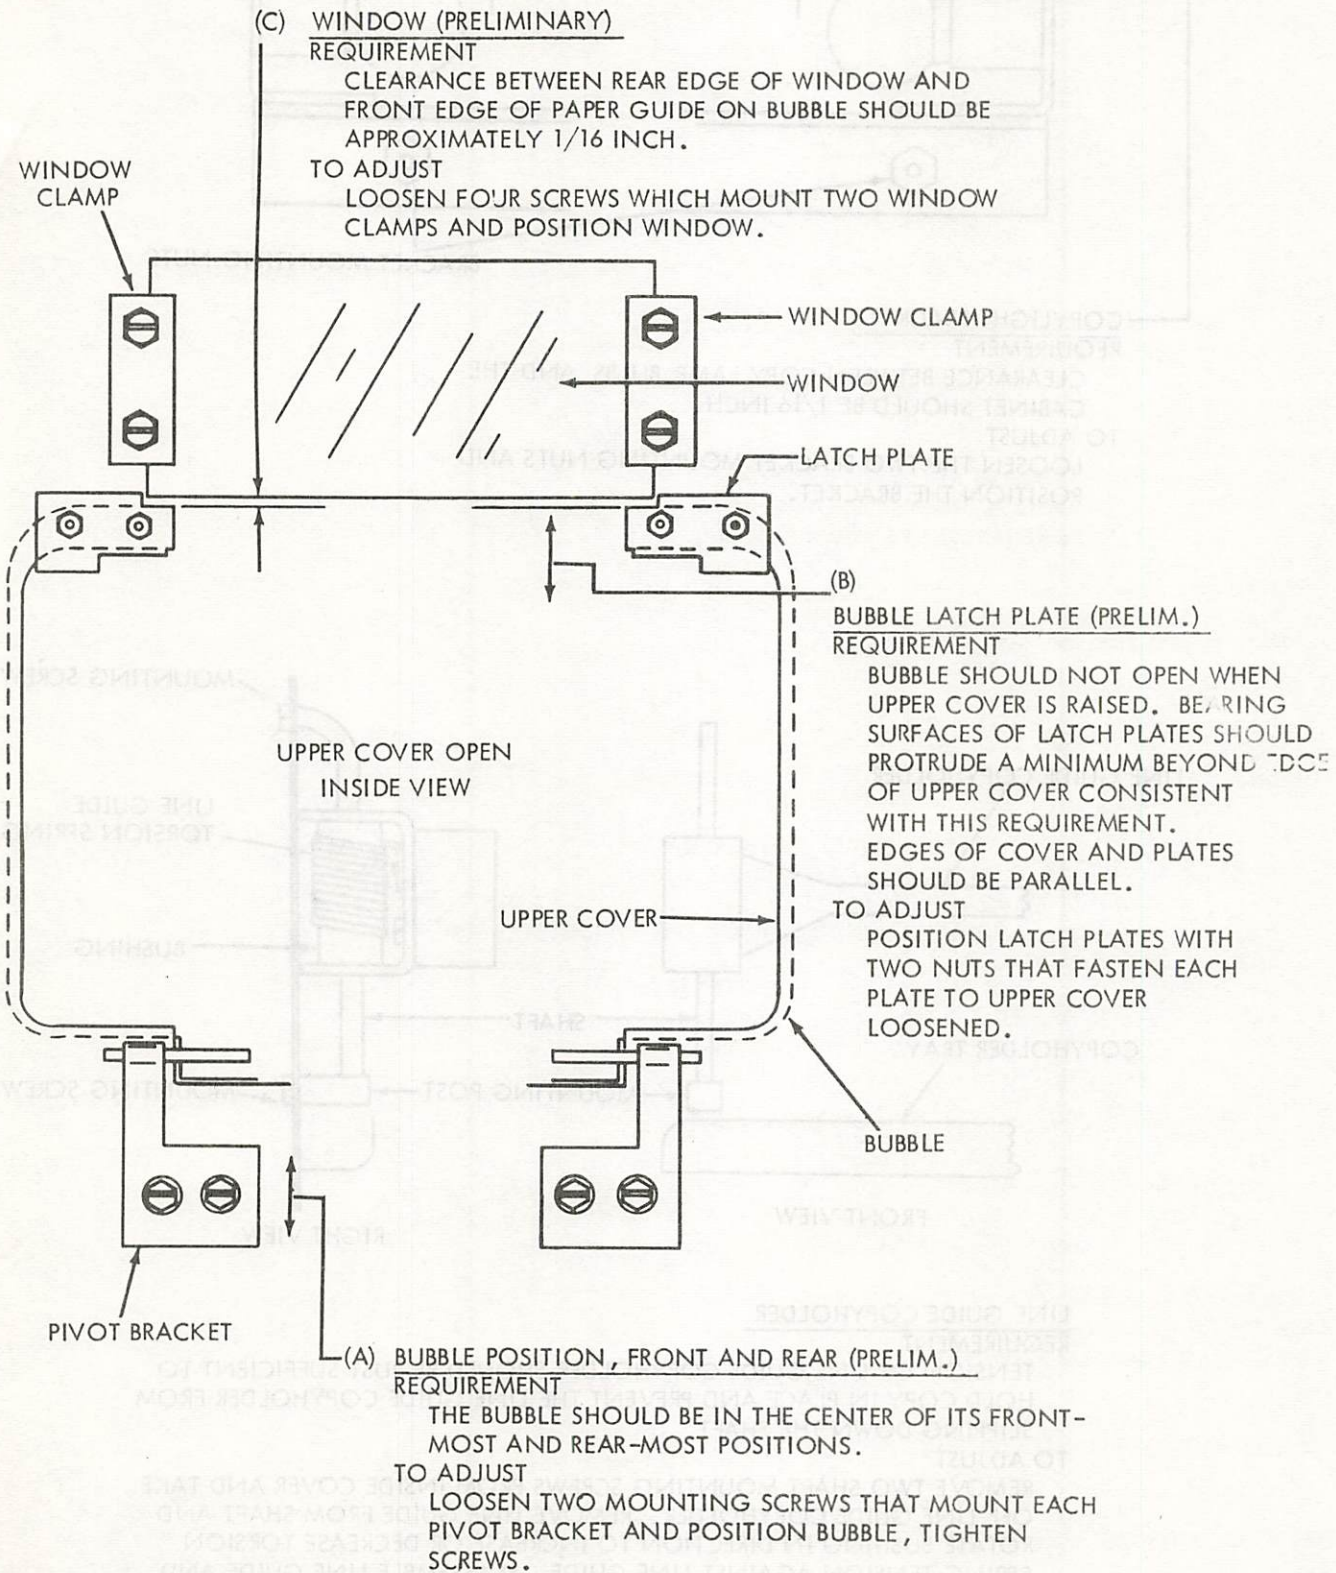 (C) WINDOW (PRELIMINARY)
REQUIREMENT
CLEARANCE BETWEEN REAR EDGE OF WINDOW AND
FRONT EDGE OF PAPER GUIDE ON BUBBLE SHOULD BE
APPROXIMATELY 1/16 INCH.
TO ADJUST
LOOSEN FOUR SCREWS WHICH MOUNT TWO WINDOW
CLAMPS AND POSITION WINDOW.
WINDOW
CLAMP
WINDOW CLAMP
WINDOW
LATCH PLATE
(B)
BUBBLE LATCH PLATE (PRELIM.)
REQUIREMENT
BUBBLE SHOULD NOT OPEN WHEN
UPPER COVER IS RAISED. BEARING
SURFACES OF LATCH PLATES SHOULD
PROTRUDE A MINIMUM BEYOND EDGE
OF UPPER COVER CONSISTENT
WITH THIS REQUIREMENT.
EDGES OF COVER AND PLATES
SHOULD BE PARALLEL.
TO ADJUST
POSITION LATCH PLATES WITH
TWO NUTS THAT FASTEN EACH
PLATE TO UPPER COVER
LOOSENED.
UPPER COVER OPEN
INSIDE VIEW
UPPER COVER
BUBBLE
PIVOT BRACKET
(A) BUBBLE POSITION, FRONT AND REAR (PRELIM.)
REQUIREMENT
THE BUBBLE SHOULD BE IN THE CENTER OF ITS FRONT-
MOST AND REAR-MOST POSITIONS.
TO ADJUST
LOOSEN TWO MOUNTING SCREWS THAT MOUNT EACH
PIVOT BRACKET AND POSITION BUBBLE, TIGHTEN
SCREWS.